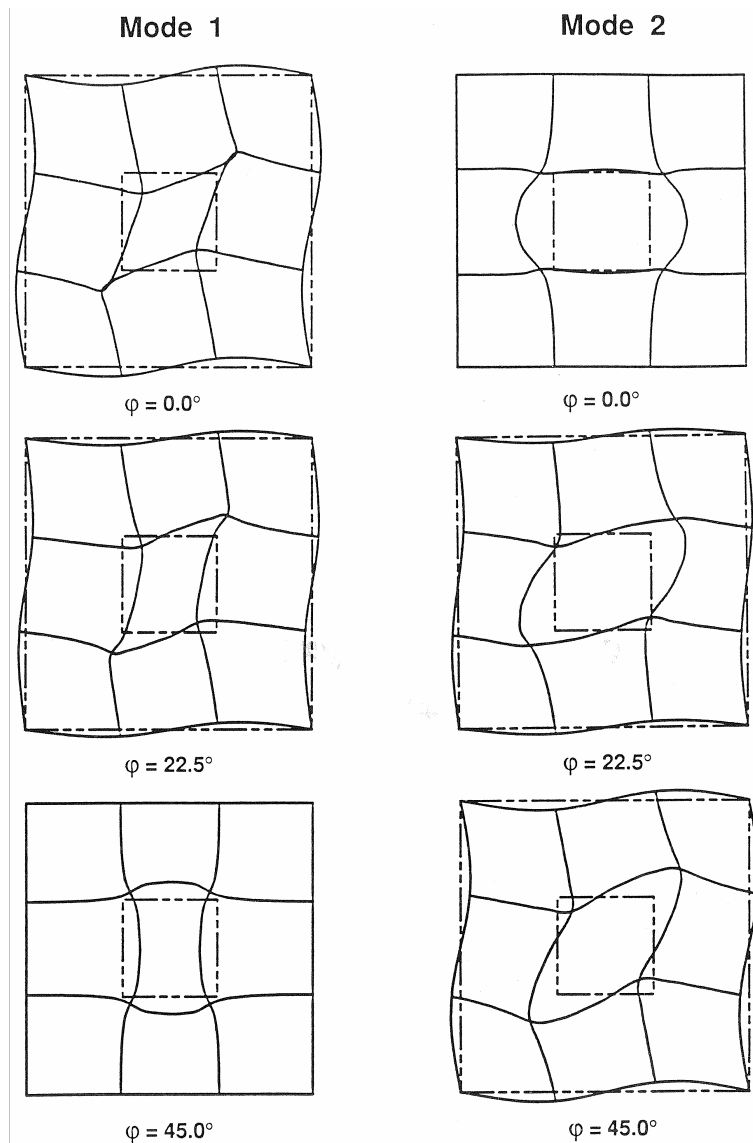 Mode 1
Mode 2
φ = 0.0°
φ = 0.0°
φ = 22.5°
φ = 22.5°
φ = 45.0°
φ = 45.0°